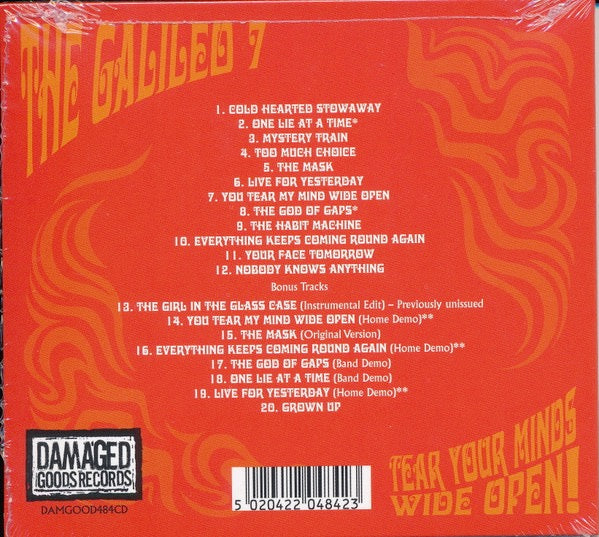 THE GALILEO 7
1. COLD HEARTED STOWAWAY
2. ONE LIE AT A TIME*
3. MYSTERY TRAIN
4. TOO MUCH CHOICE
5. THE MASK
6. LIVE FOR YESTERDAY
7. YOU TEAR MY MIND WIDE OPEN
8. THE GOD OF GAPS*
9. THE HABIT MACHINE
10. EVERYTHING KEEPS COMING ROUND AGAIN
11. YOUR FACE TOMORROW
12. NOBODY KNOWS ANYTHING
Bonus Tracks
13. THE GIRL IN THE GLASS CASE (Instrumental Edit) – Previously unissued
14. YOU TEAR MY MIND WIDE OPEN (Home Demo)**
15. THE MASK (Original Version)
16. EVERYTHING KEEPS COMING ROUND AGAIN (Home Demo)**
17. THE GOD OF GAPS (Band Demo)
18. ONE LIE AT A TIME (Band Demo)
19. LIVE FOR YESTERDAY (Home Demo)**
20. GROWN UP
DAMAGED
GOODS RECORDS
DAMGOOD484CD
5 020422 048423
TEAR YOUR MINDS
WIDE OPEN!